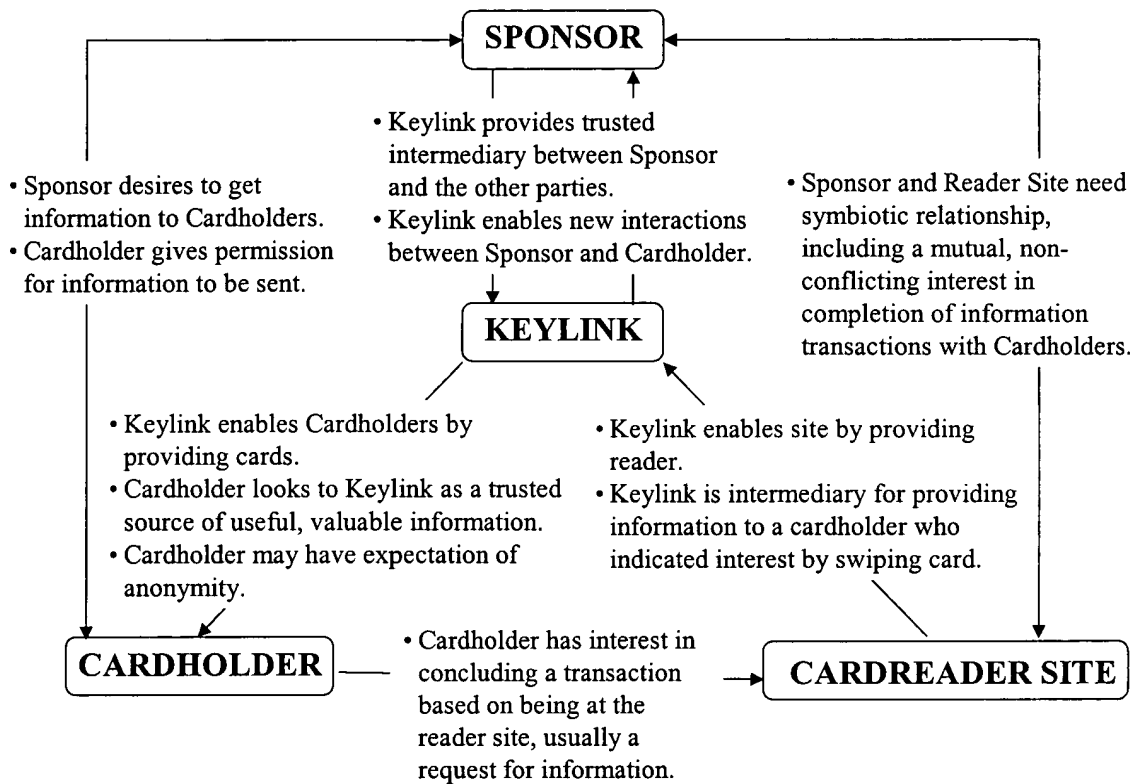 SPONSOR
• Keylink provides trusted
intermediary between Sponsor
and the other parties.
• Keylink enables new interactions
between Sponsor and Cardholder.
• Sponsor desires to get
information to Cardholders.
• Cardholder gives permission
for information to be sent.
• Sponsor and Reader Site need
symbiotic relationship,
including a mutual, non-
conflicting interest in
completion of information
transactions with Cardholders.
KEYLINK
• Keylink enables Cardholders by
providing cards.
• Cardholder looks to Keylink as a trusted
source of useful, valuable information.
• Cardholder may have expectation of
anonymity.
• Keylink enables site by providing
reader.
• Keylink is intermediary for providing
information to a cardholder who
indicated interest by swiping card.
CARDHOLDER
• Cardholder has interest in
concluding a transaction
based on being at the
reader site, usually a
request for information.
CARDREADER SITE